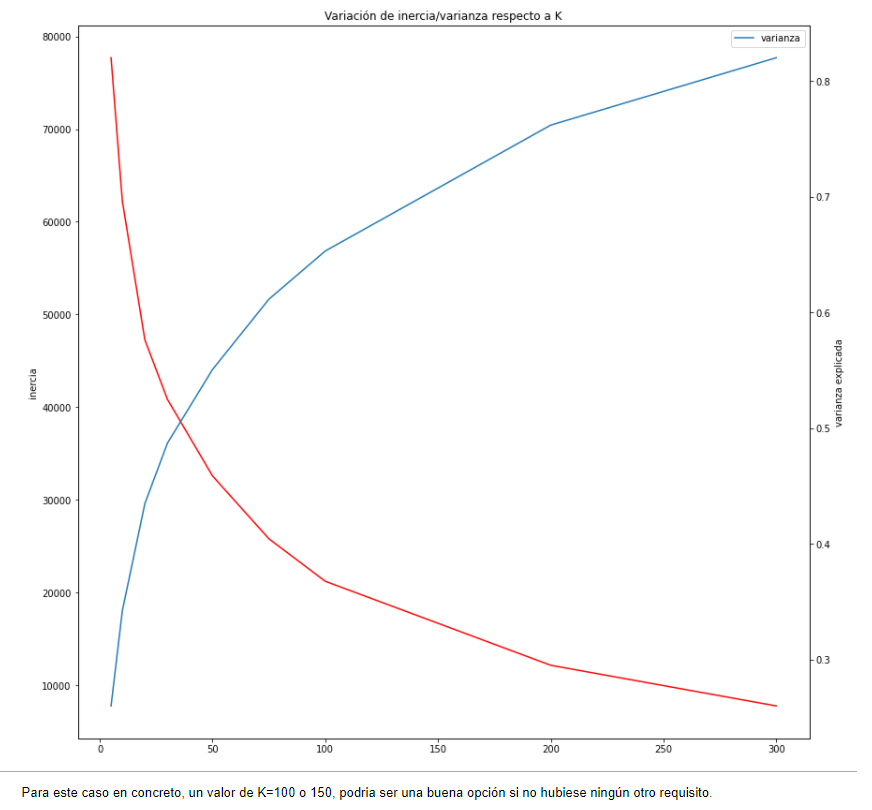 Variación de inercia/varianza respecto a K
varianza
80000
70000
60000
50000
40000
30000
20000
10000
inercia
0.8
0.7
0.6
0.5
0.4
0.3
varianza explicada
0 50 100 150 200 250 300
Para este caso en concreto, un valor de K=100 o 150, podria ser una buena opción si no hubiese ningún otro requisito.